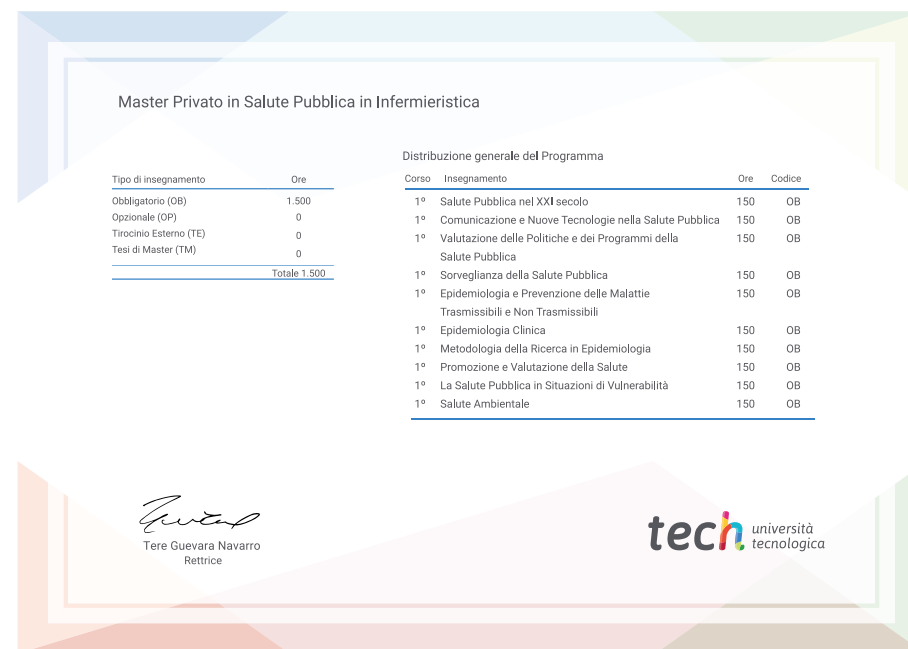 Master Privato in Salute Pubblica in Infermieristica
Tipo di insegnamento Ore
Obbligatorio (OB) 1.500
Opzionale (OP) 0
Tirocinio Esterno (TE) 0
Tesi di Master (TM) 0
Totale 1.500
Distribuzione generale del Programma
Corso Insegnamento Ore Codice
1º Salute Pubblica nel XXI secolo 150 OB
1º Comunicazione e Nuove Tecnologie nella Salute Pubblica 150 OB
1º Valutazione delle Politiche e dei Programmi della 150 OB
Salute Pubblica
1º Sorveglianza della Salute Pubblica 150 OB
1º Epidemiologia e Prevenzione delle Malattie 150 OB
Trasmissibili e Non Trasmissibili
1º Epidemiologia Clinica 150 OB
1º Metodologia della Ricerca in Epidemiologia 150 OB
1º Promozione e Valutazione della Salute 150 OB
1º La Salute Pubblica in Situazioni di Vulnerabilità 150 OB
1º Salute Ambientale 150 OB
Tere Guevara Navarro
Rettrice
tech università
tecnologica